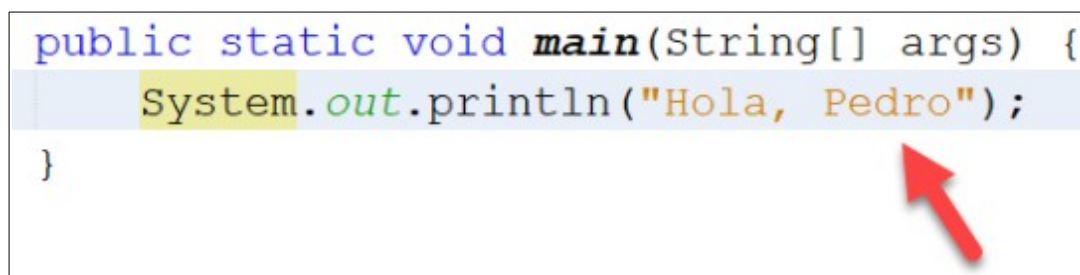 public static void main(String[] args) {
System.out.println("Hola, Pedro");
}